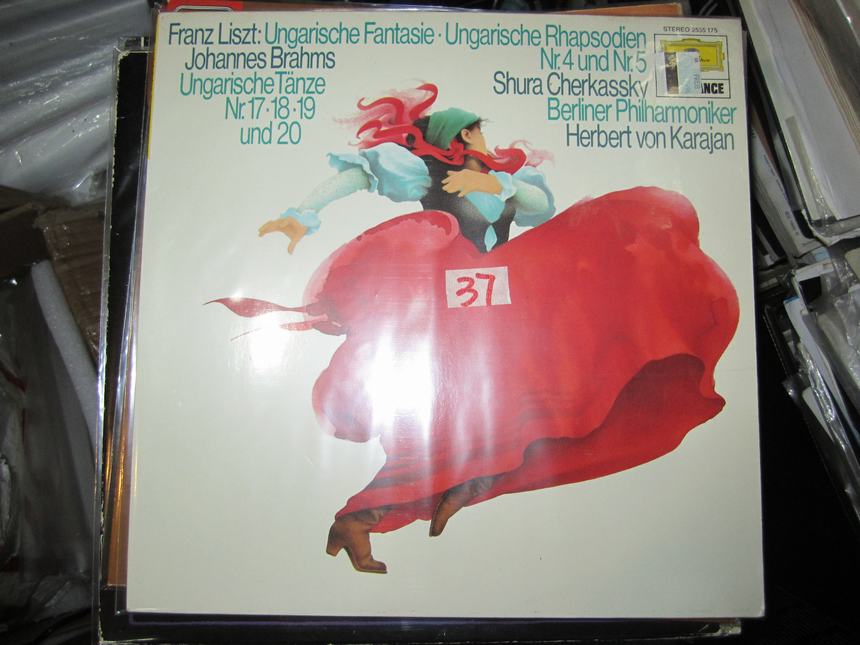 Franz Liszt: Ungarische Fantasie · Ungarische Rhapsodien
Nr. 4 und Nr. 5
Johannes Brahms
Ungarische Tänze
Nr. 17 · 18 · 19
und 20
Shura Cherkassky
Berliner Philharmoniker
Herbert von Karajan
STEREO 2535 175
ANCE
37